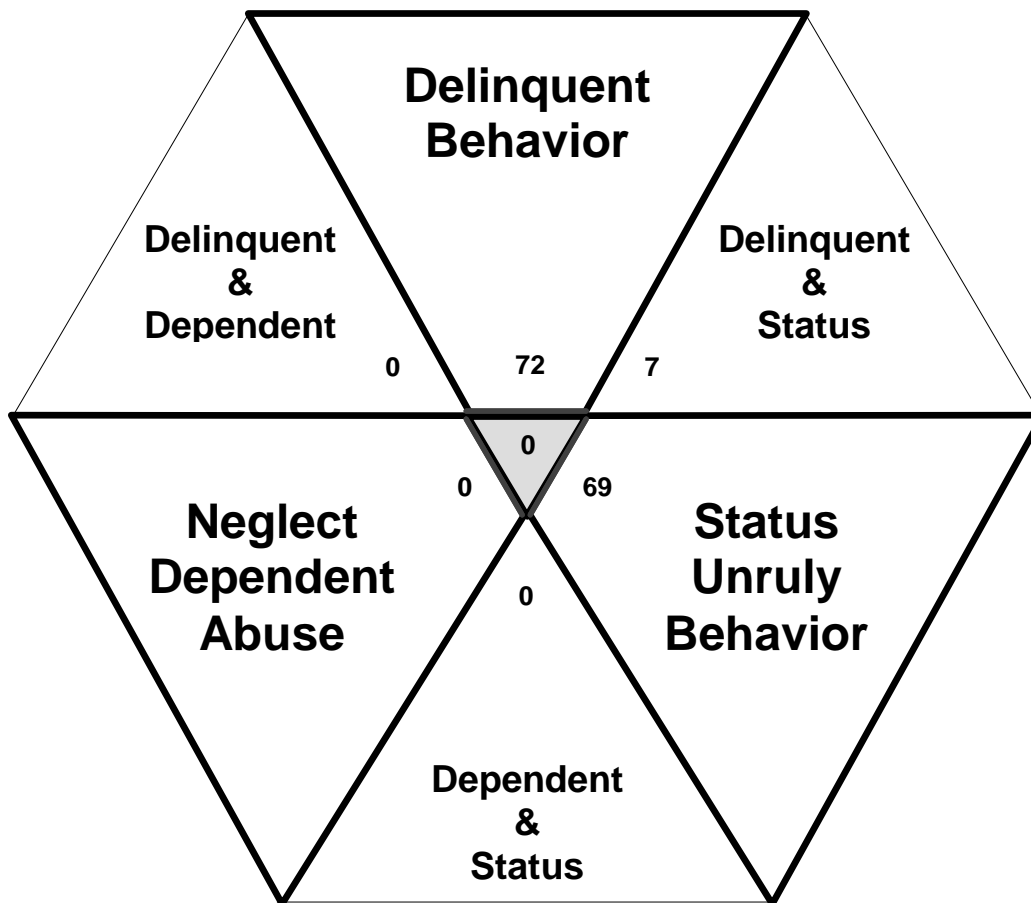 Delinquent
Behavior
Delinquent
&
Dependent
Delinquent
&
Status
0
72
7
0
0
69
Neglect
Dependent
Abuse
Status
Unruly
Behavior
0
Dependent
&
Status